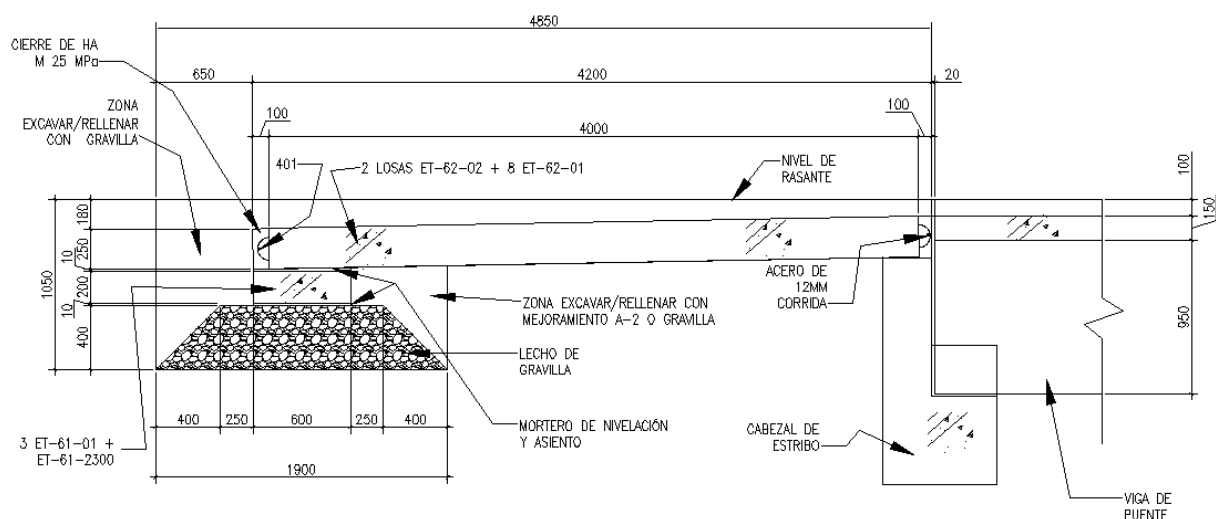 4850
CIERRE DE HA
M 25 MPa
650
4200
20
ZONA
EXCAVAR/RELLENAR
CON GRAVILLA
100
4000
100
401
2 LOSAS ET-62-02 + 8 ET-62-01
NIVEL DE
RASANTE
100
150
950
1050
180
250
10
200
10
400
ACERO DE
12MM
CORRIDA
ZONA EXCAVAR/RELLENAR CON
MEJORAMIENTO A-2 O GRAVILLA
LECHO DE
GRAVILLA
400
250
600
250
400
MORTERO DE NIVELACIÓN
Y ASIENTO
CABEZAL DE
ESTRIBO
3 ET-61-01 +
ET-61-2300
1900
VIGA DE
PUENTE